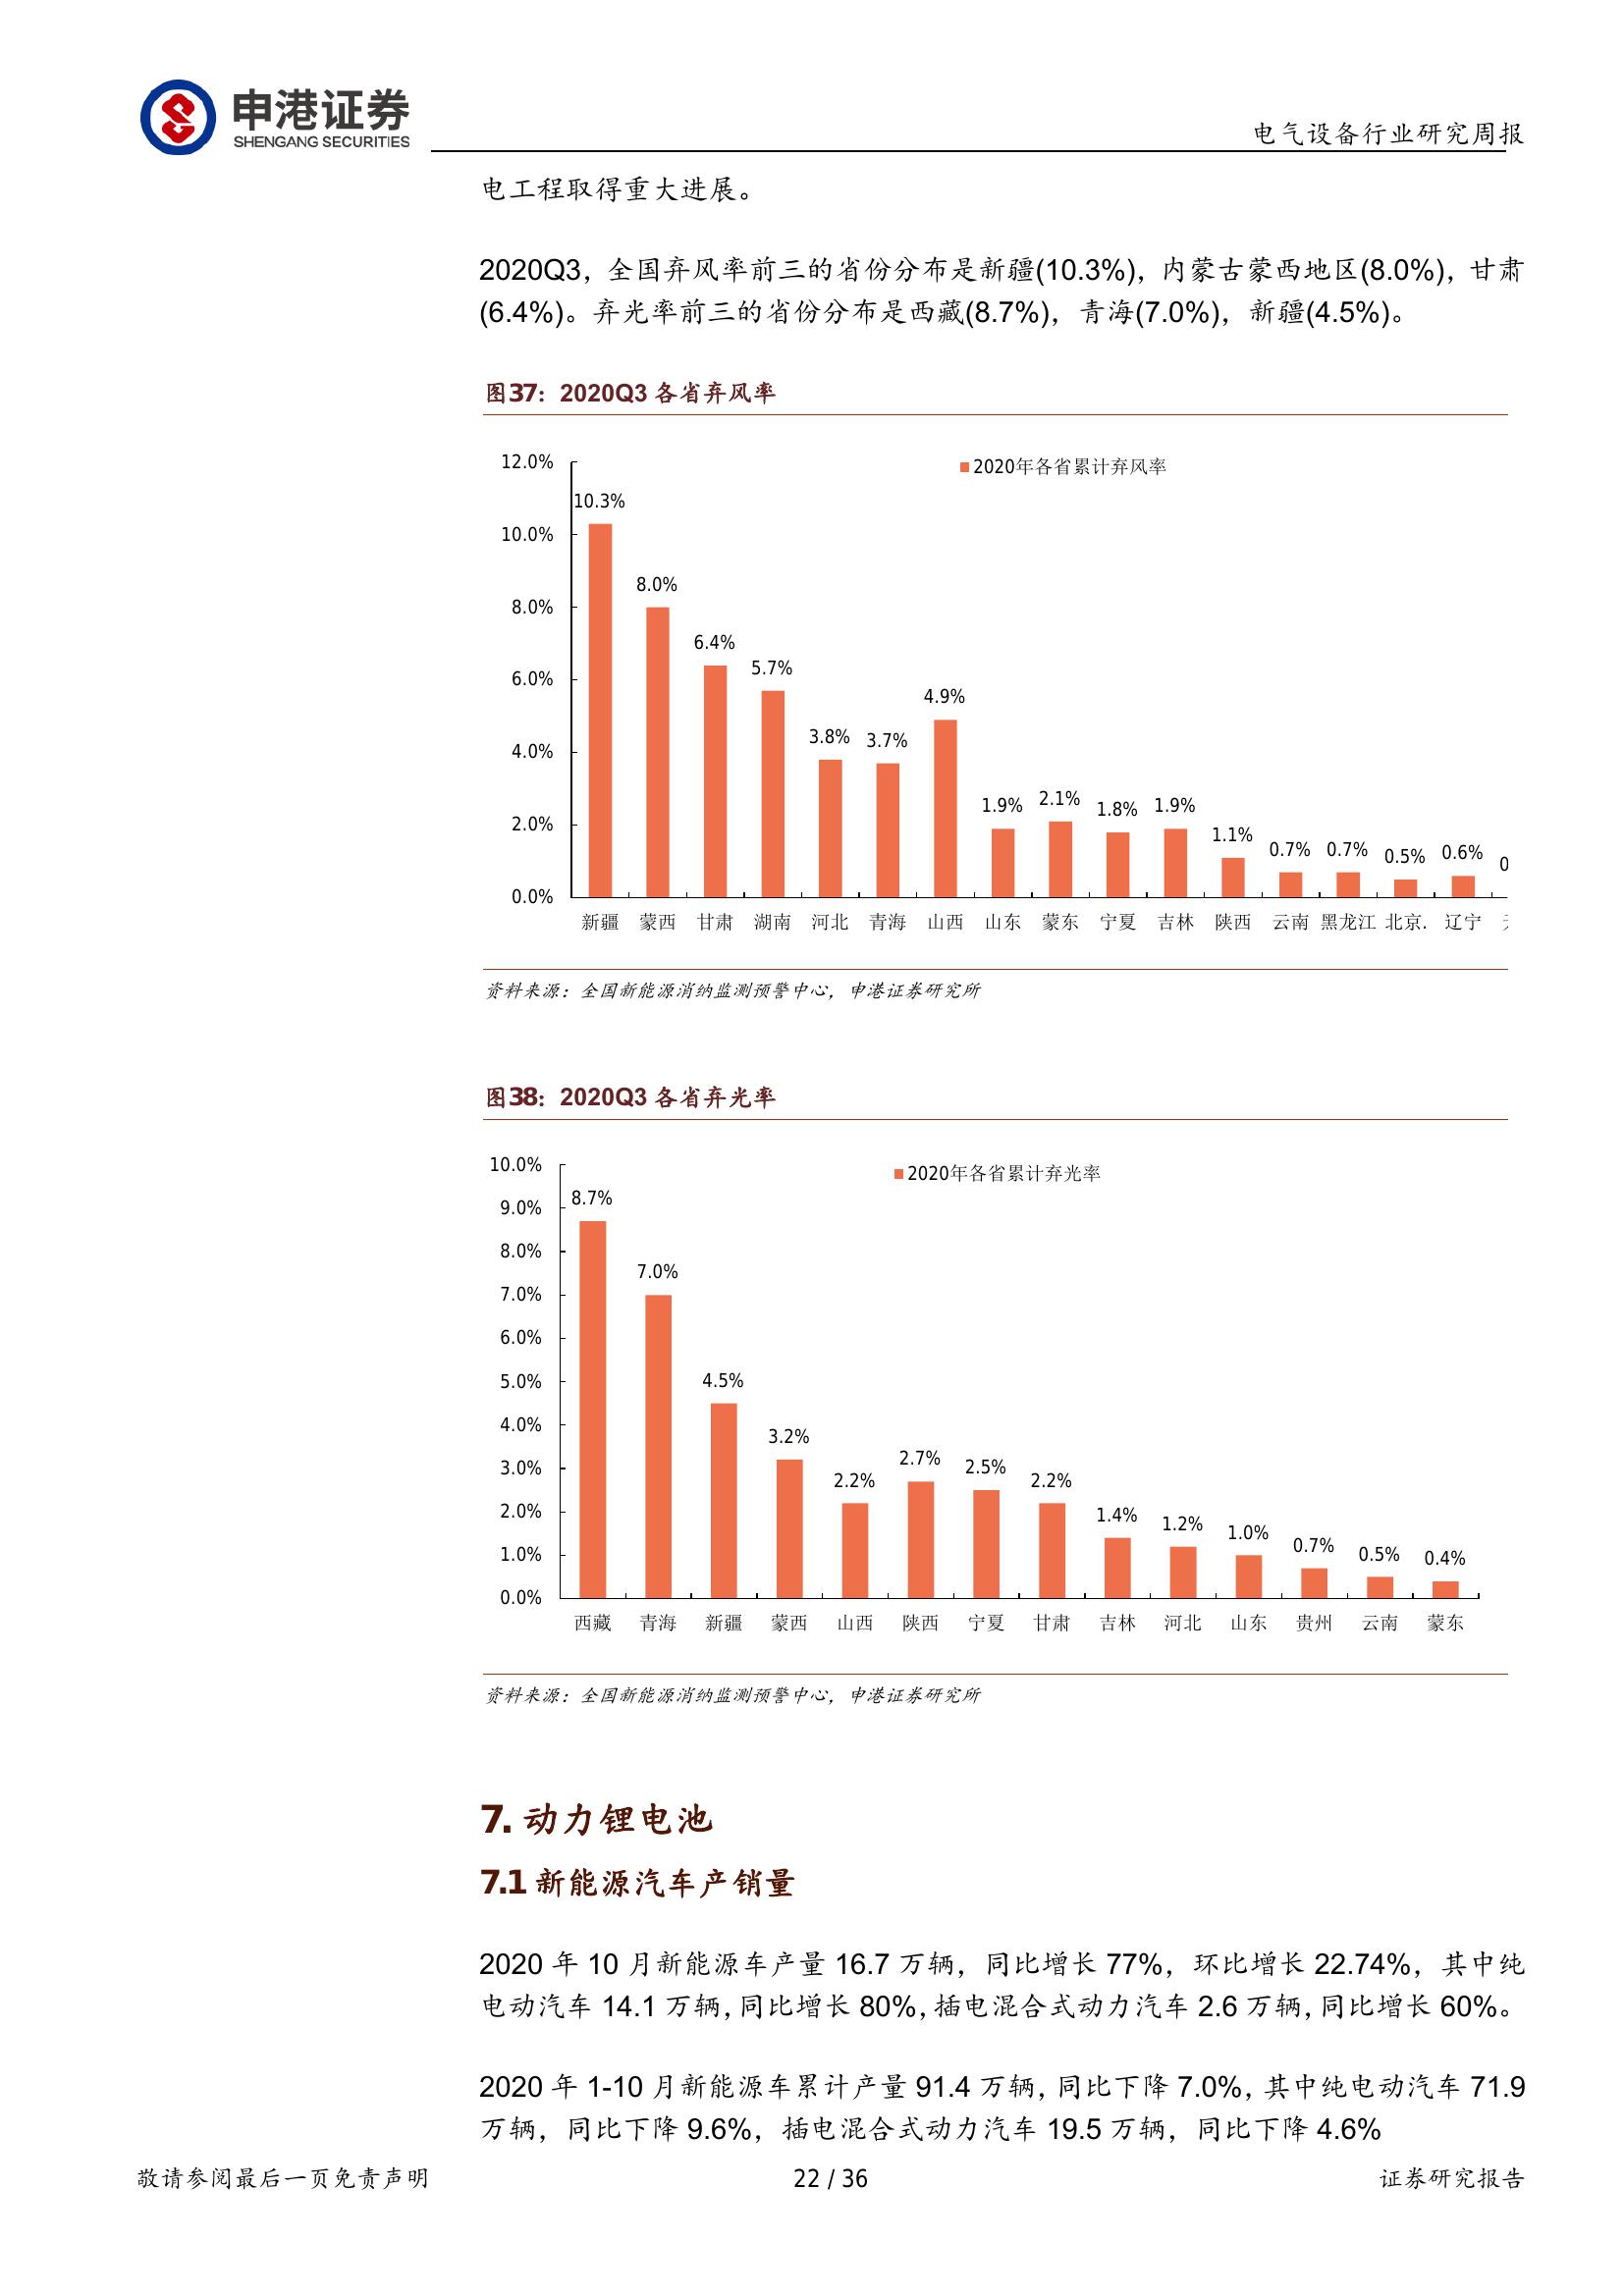 申港证券
SHENGANG SECURITIES
电气设备行业研究周报
电工程取得重大进展。
2020Q3，全国弃风率前三的省份分布是新疆(10.3%)，内蒙古蒙西地区(8.0%)，甘肃
(6.4%)。弃光率前三的省份分布是西藏(8.7%)，青海(7.0%)，新疆(4.5%)。
图37：2020Q3 各省弃风率
2020年各省累计弃风率
12.0%
10.0%
8.0%
6.0%
4.0%
2.0%
0.0%
10.3% 8.0% 6.4% 5.7% 3.8% 3.7% 4.9% 1.9% 2.1% 1.8% 1.9% 1.1% 0.7% 0.7% 0.5% 0.6%
新疆 蒙西 甘肃 湖南 河北 青海 山西 山东 蒙东 宁夏 吉林 陕西 云南 黑龙江 北京. 辽宁
资料来源：全国新能源消纳监测预警中心，申港证券研究所
图38：2020Q3 各省弃光率
2020年各省累计弃光率
10.0%
9.0%
8.0%
7.0%
6.0%
5.0%
4.0%
3.0%
2.0%
1.0%
0.0%
8.7% 7.0% 4.5% 3.2% 2.2% 2.7% 2.5% 2.2% 1.4% 1.2% 1.0% 0.7% 0.5% 0.4%
西藏 青海 新疆 蒙西 山西 陕西 宁夏 甘肃 吉林 河北 山东 贵州 云南 蒙东
资料来源：全国新能源消纳监测预警中心，申港证券研究所
7. 动力锂电池
7.1 新能源汽车产销量
2020 年 10 月新能源车产量 16.7 万辆，同比增长 77%，环比增长 22.74%，其中纯
电动汽车 14.1 万辆，同比增长 80%，插电混合式动力汽车 2.6 万辆，同比增长 60%。
2020 年 1-10 月新能源车累计产量 91.4 万辆，同比下降 7.0%，其中纯电动汽车 71.9
万辆，同比下降 9.6%，插电混合式动力汽车 19.5 万辆，同比下降 4.6%
敬请参阅最后一页免责声明
22 / 36
证券研究报告